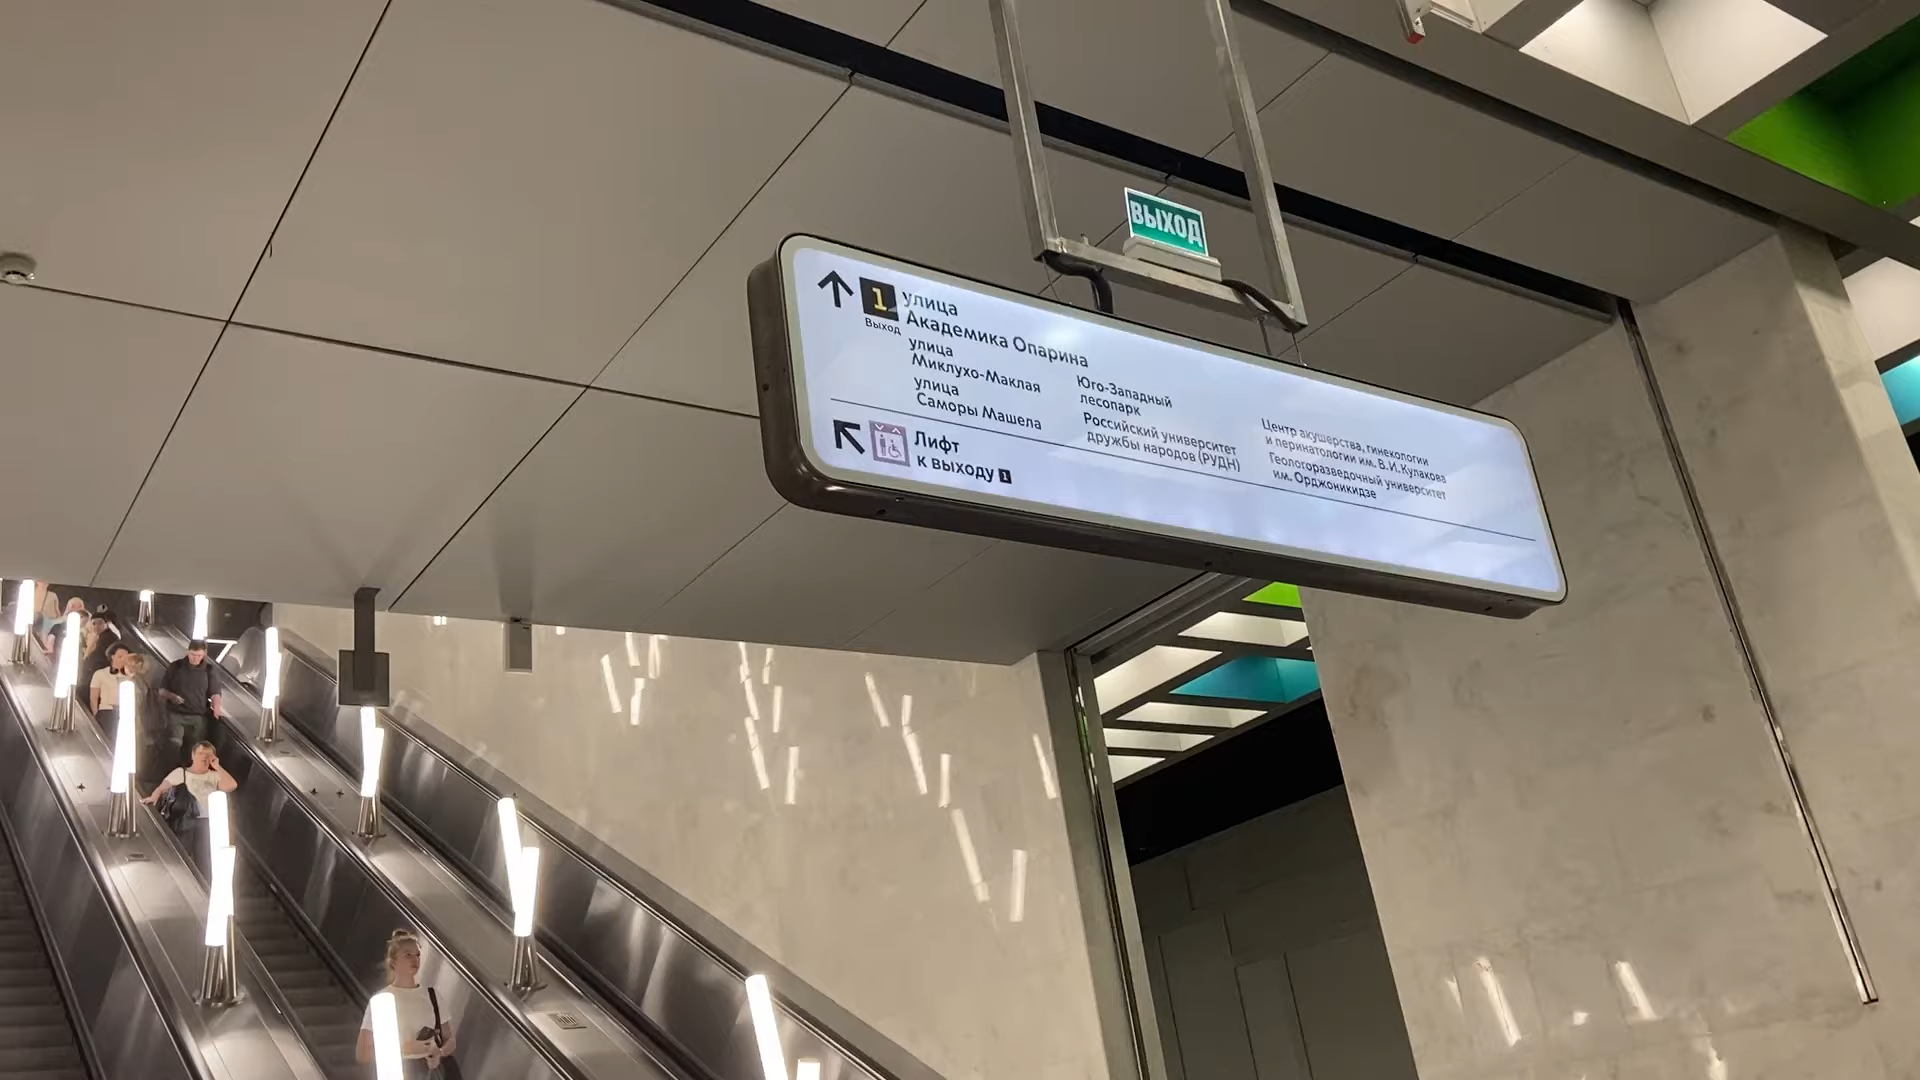 ВЫХОД
1 улица
Выход Академика Опарина
улица
Миклухо-Маклая
улица
Саморы Машела
Юго-Западный
лесопарк
Российский университет
дружбы народов (РУДН)
Центр акушерства, гинекологии
и перинатологии им. В.И.Кулакова
Геологоразведочный университет
им. Орджоникидзе
Лифт
к выходу 1